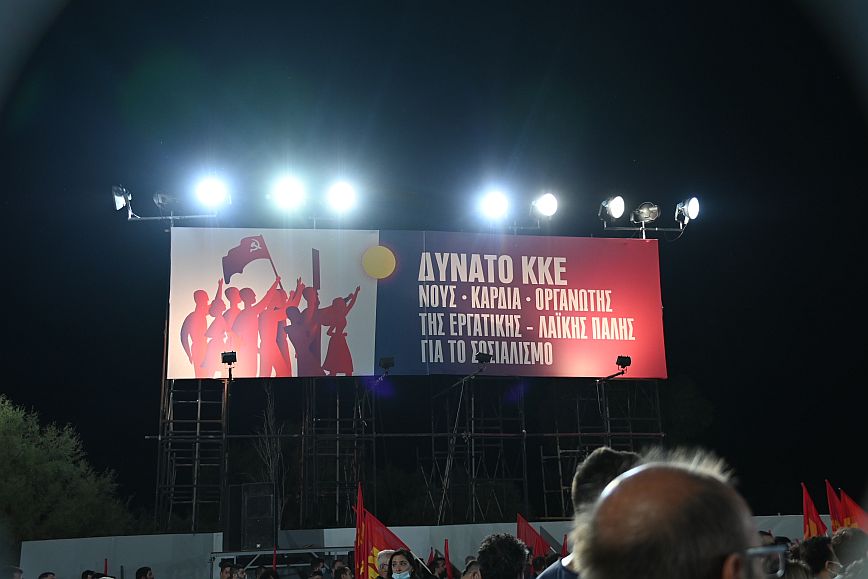 ΔΥΝΑΤΟ ΚΚΕ
ΝΟΥΣ · ΚΑΡΔΙΑ · ΟΡΓΑΝΩΤΗΣ
ΤΗΣ ΕΡΓΑΤΙΚΗΣ - ΛΑΪΚΗΣ ΠΑΛΗΣ
ΓΙΑ ΤΟ ΣΟΣΙΑΛΙΣΜΟ